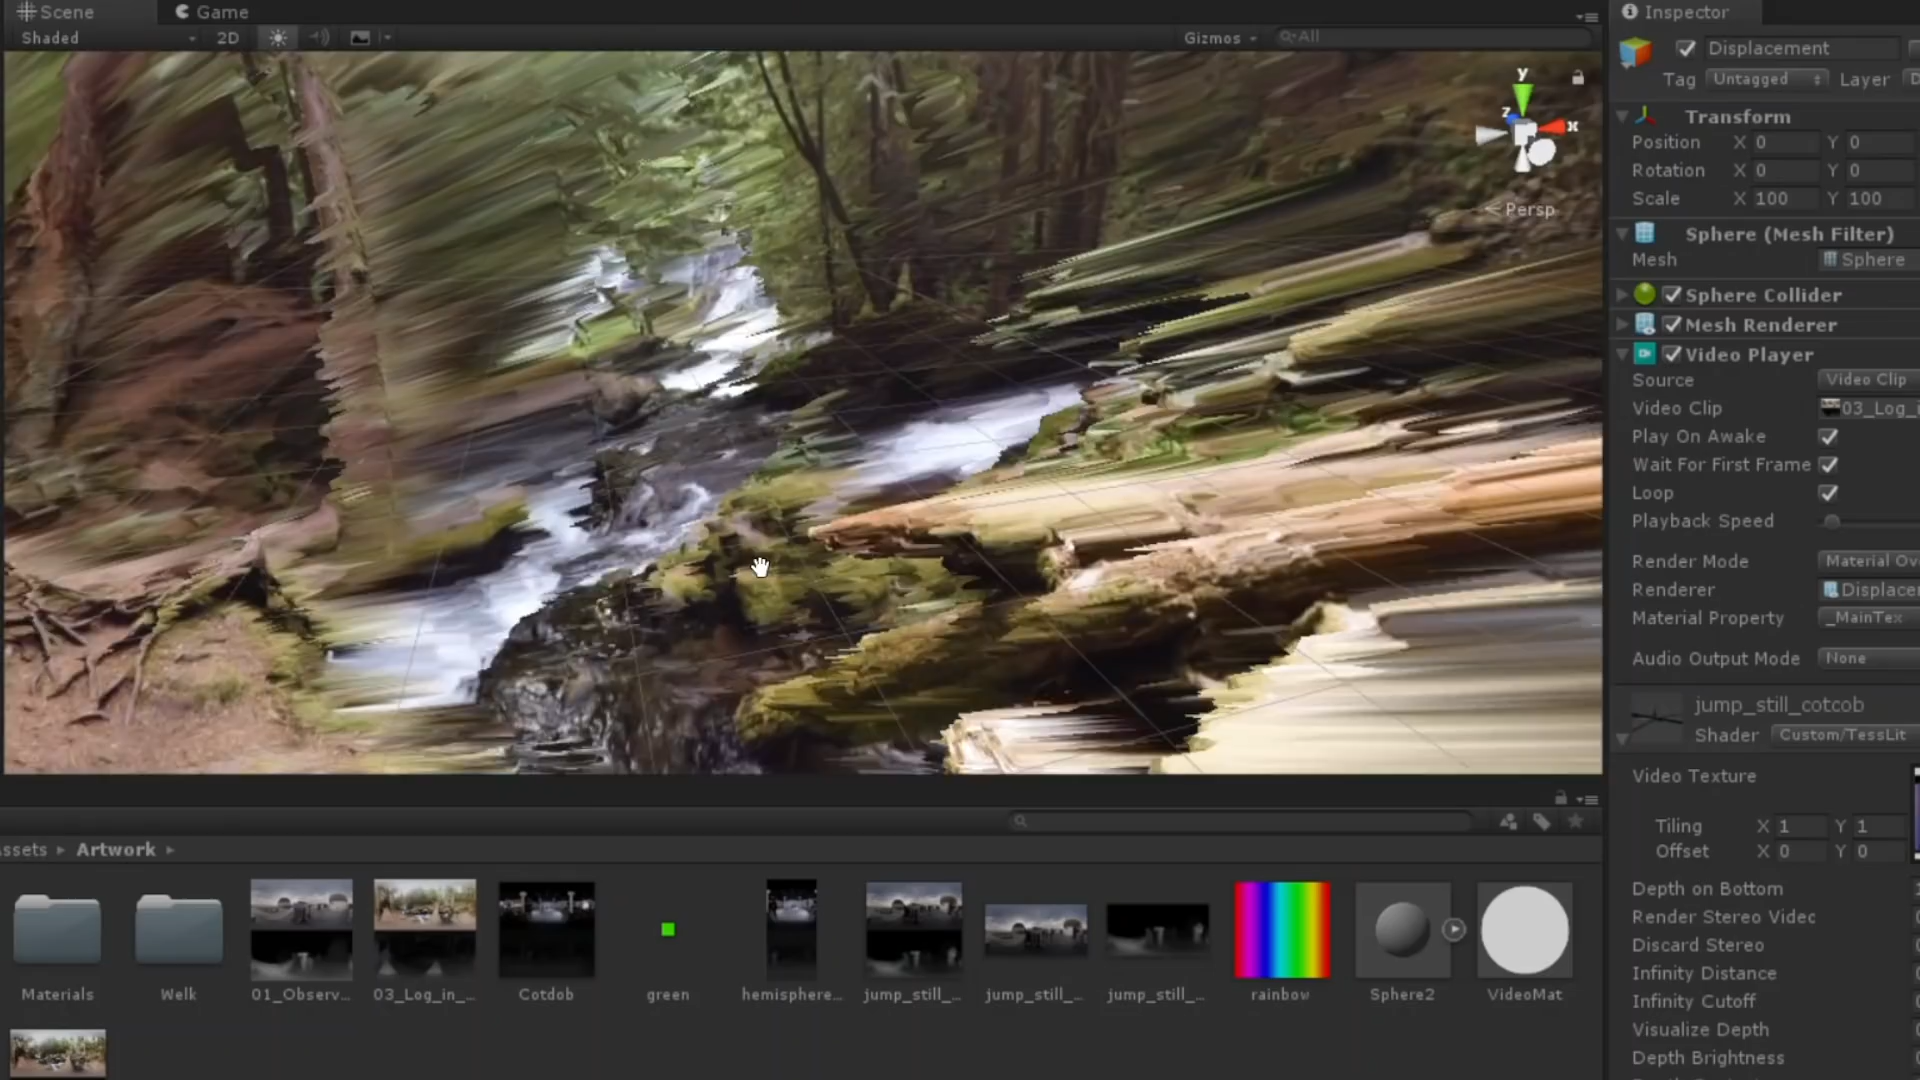 Scene
Game
Shaded
2D
Gizmos
All
y
z
x
Persp
Inspector
Displacement
Tag Untagged Layer D
Transform
Position X 0 Y 0
Rotation X 0 Y 0
Scale X 100 Y 100
Sphere (Mesh Filter)
Mesh Sphere
Sphere Collider
Mesh Renderer
Video Player
Source Video Clip
Video Clip 03_Log_
Play On Awake
Wait For First Frame
Loop
Playback Speed
Render Mode Material Ov
Renderer Displace
Material Property _MainTex
Audio Output Mode None
jump_still_cotcob
Shader Custom/TessLit
Video Texture
Tiling X 1 Y 1
Offset X 0 Y 0
Depth on Bottom
Render Stereo Video
Discard Stereo
Infinity Distance
Infinity Cutoff
Visualize Depth
Depth Brightness
ssets ▸ Artwork ▸
Materials
Welk
01_Observ...
03_Log_in_...
Cotdob
green
hemisphere...
jump_still_...
jump_still_...
jump_still_...
rainbow
Sphere2
VideoMat